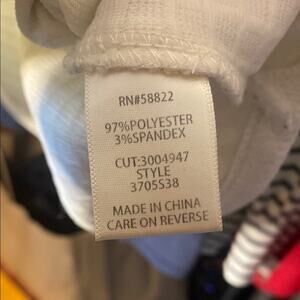 RN#58822
97%POLYESTER
3%SPANDEX
CUT:3004947
STYLE
3705S38
MADE IN CHINA
CARE ON REVERSE